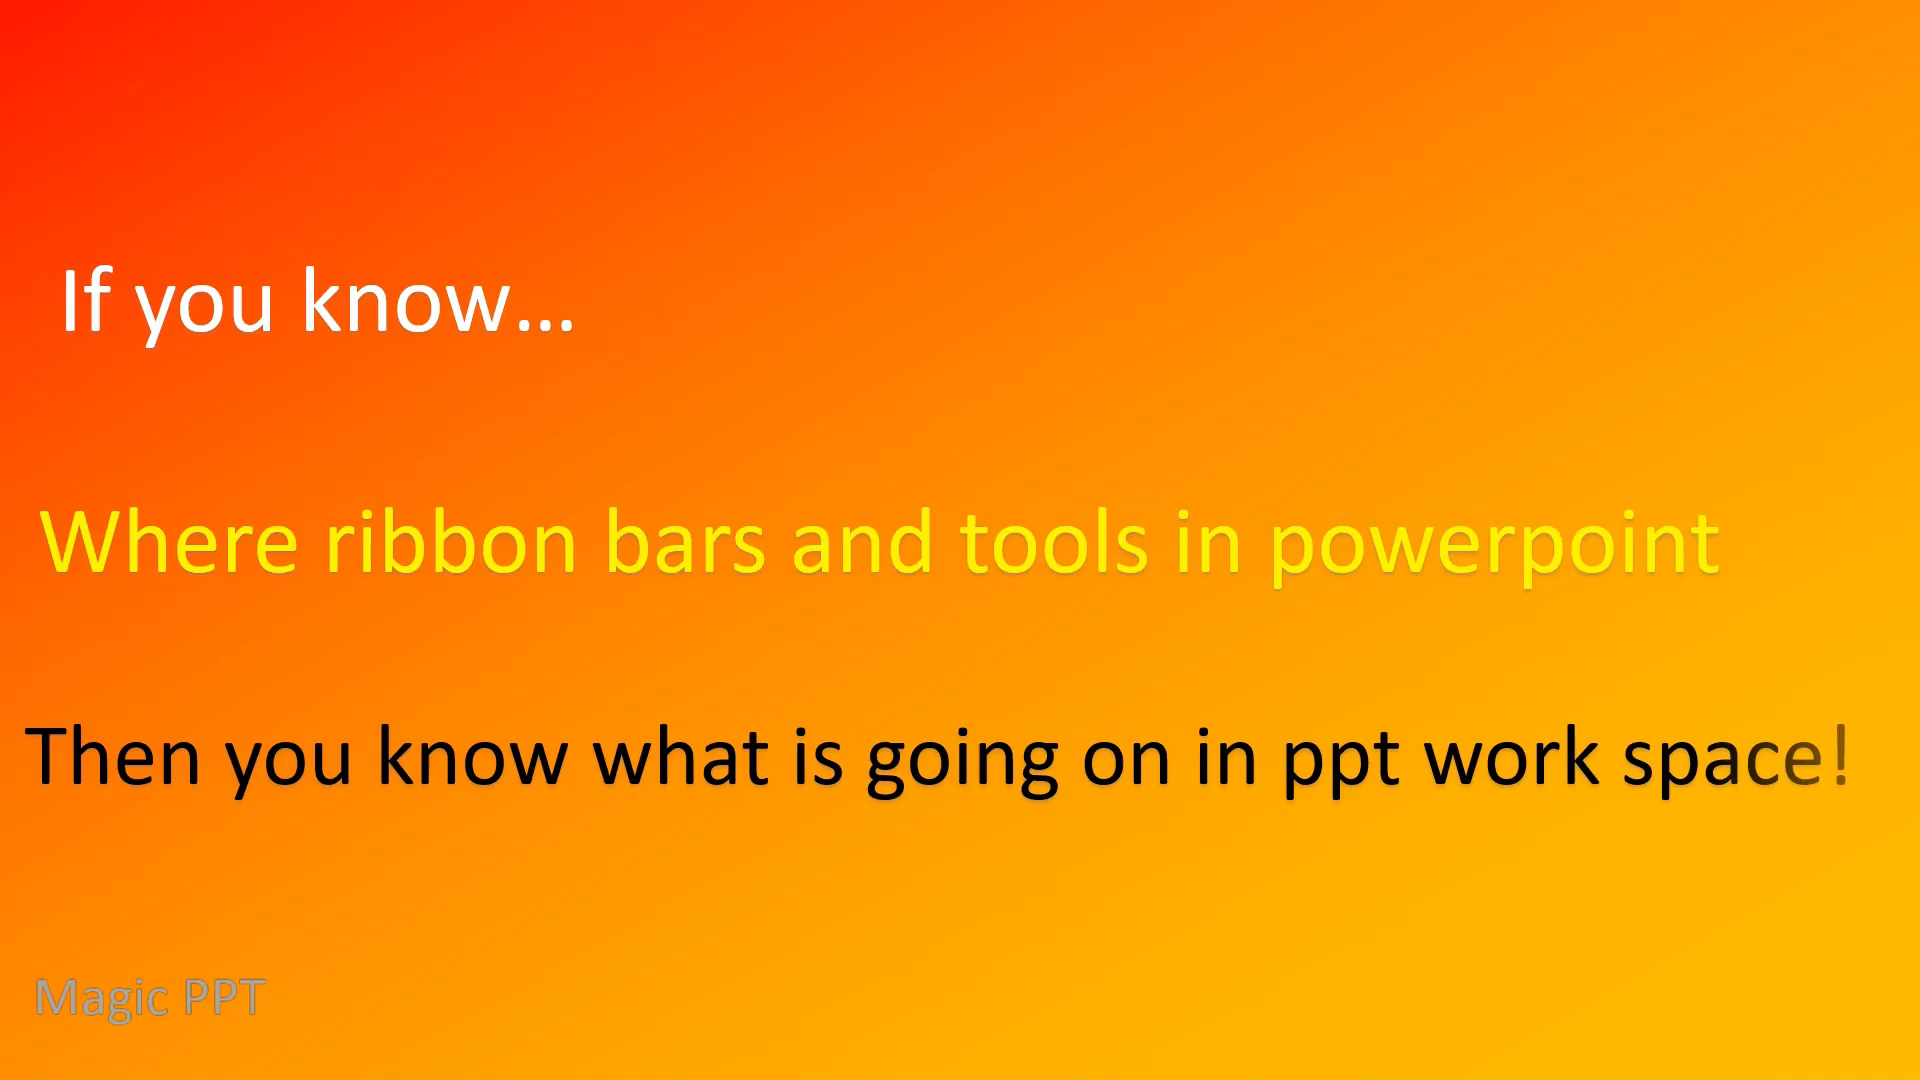 If you know...
Where ribbon bars and tools in powerpoint
Then you know what is going on in ppt work space!
Magic PPT